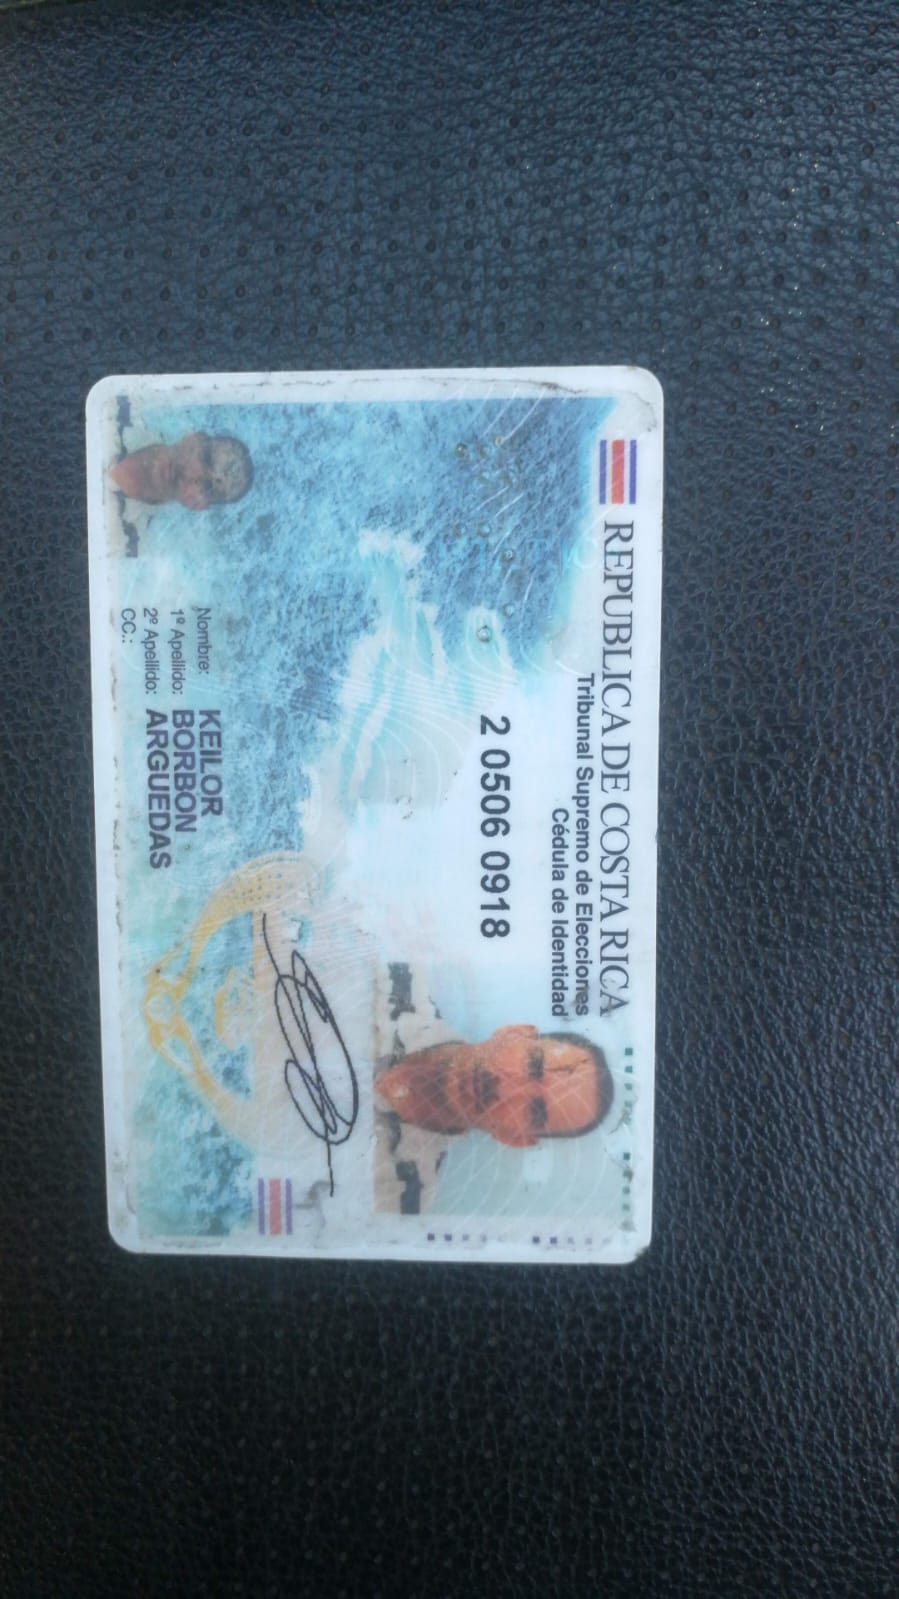 REPUBLICA DE COSTA RICA
Tribunal Supremo de Elecciones
Cédula de Identidad
2 0506 0918
Nombre: KEILOR
1º Apellido: BORBON
2º Apellido: ARGUEDAS
CC.: